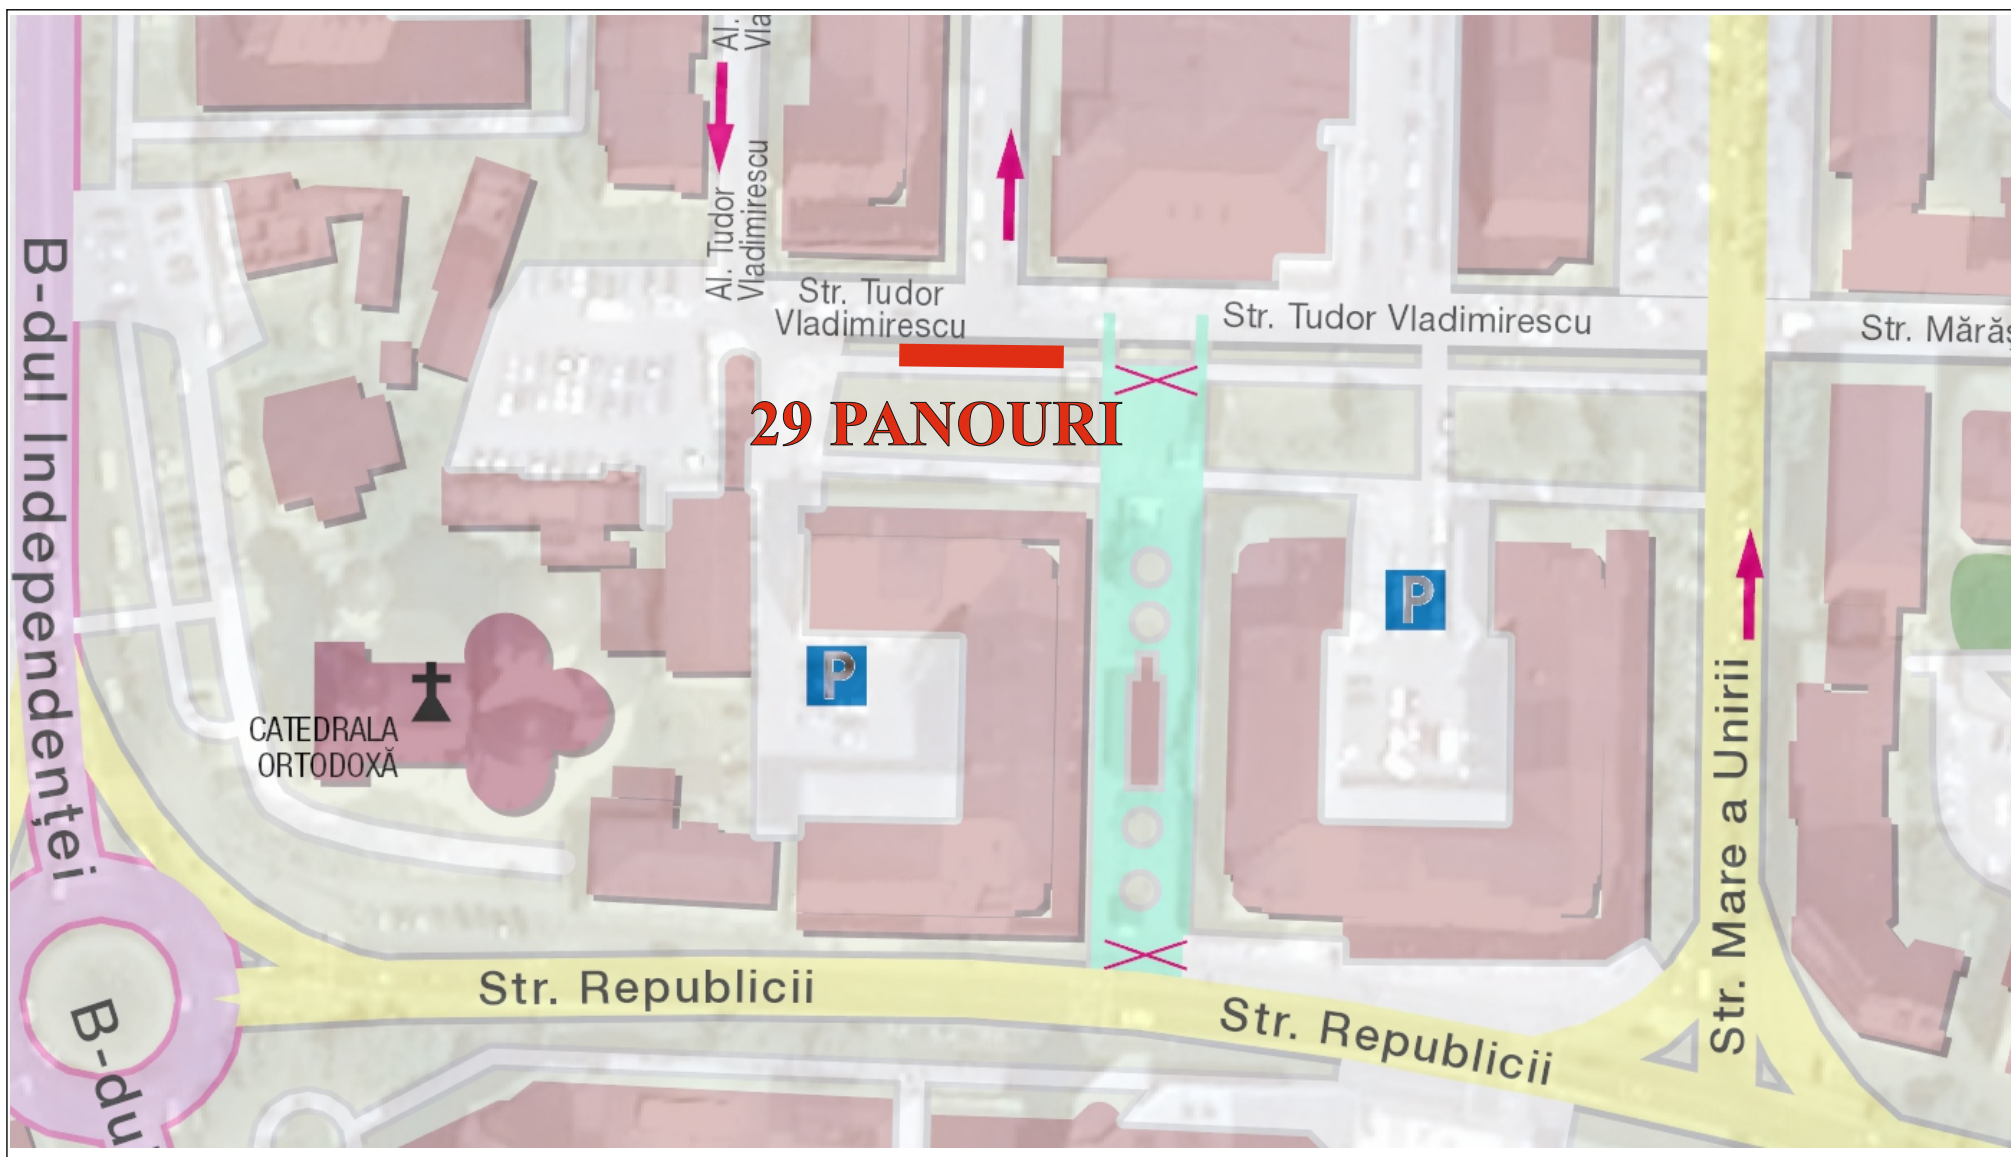 Al.
Vla
Al. Tudor
Vladimirescu
Str. Tudor
Vladimirescu
Str. Tudor Vladimirescu
Str. Mărăș
29 PANOURI
B-dul Independenței
P
P
CATEDRALA
ORTODOXĂ
Str. Mare a Unirii
Str. Republicii
Str. Republicii
B-dul